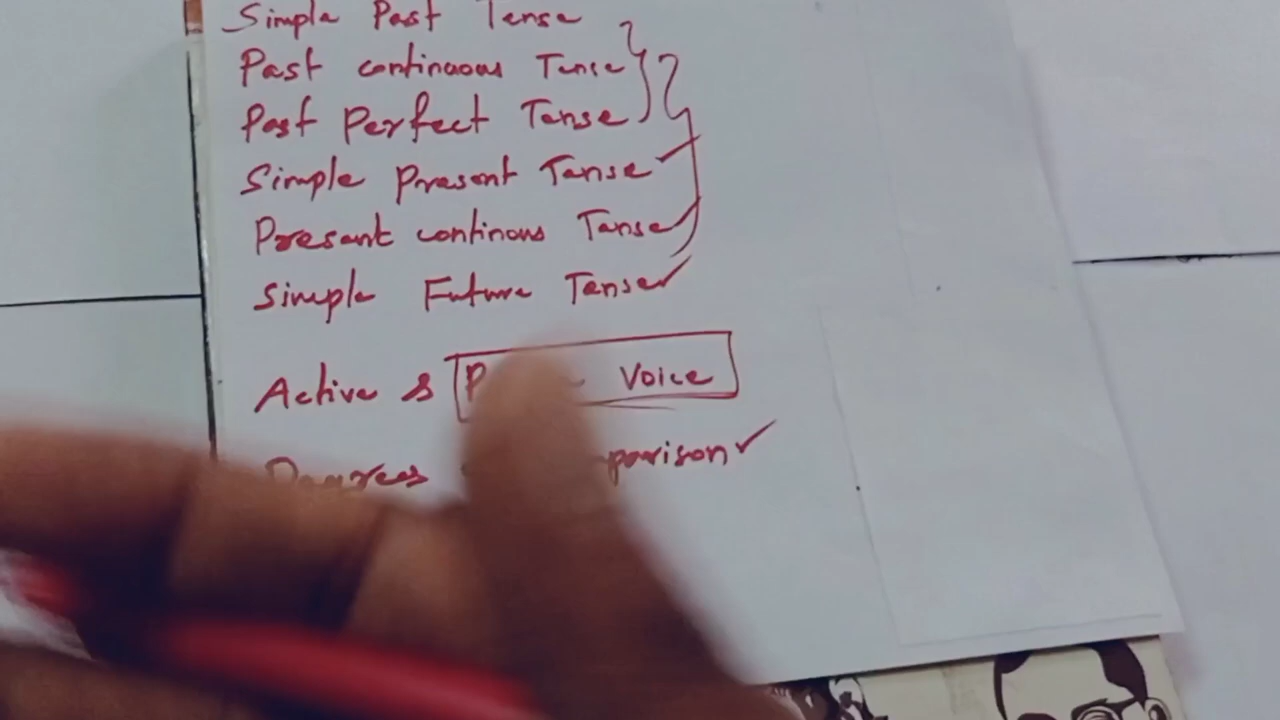 Simple Past Tense
Past continuous Tense
Past Perfect Tense
Simple Present Tense
Present continous Tense
Simple Future Tense
Active & Voice
Degrees